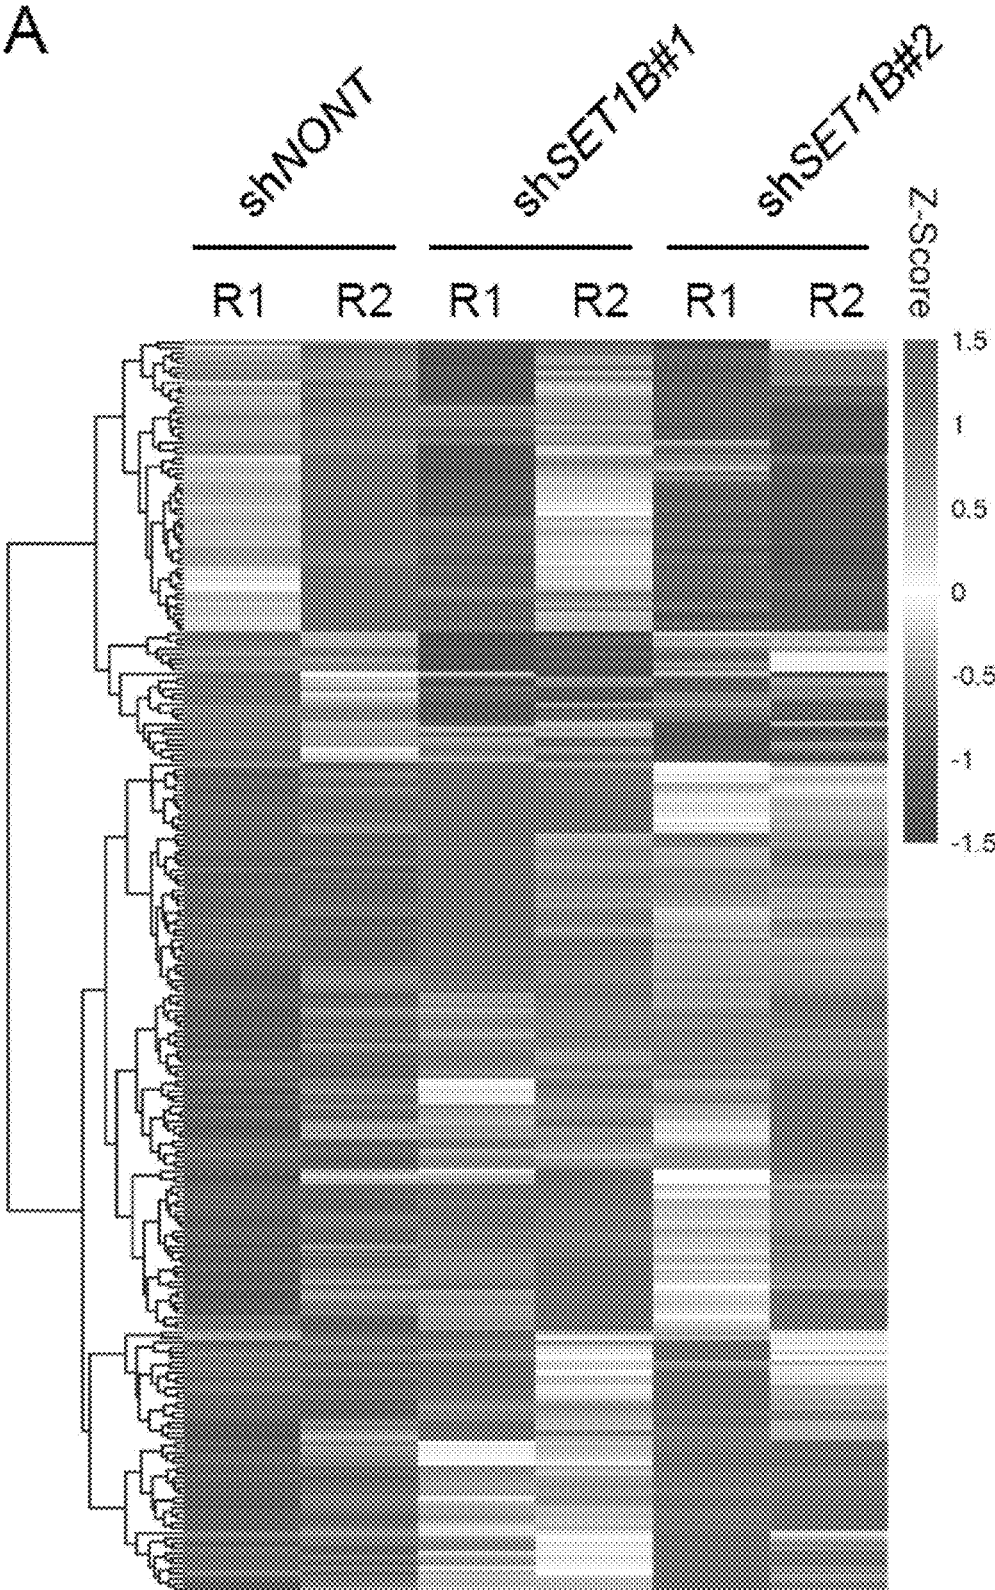 A
shNONT
shSET1B#1
shSET1B#2
R1 R2 R1 R2 R1 R2
Z-Score
1.5
1
0.5
0
-0.5
-1
-1.5